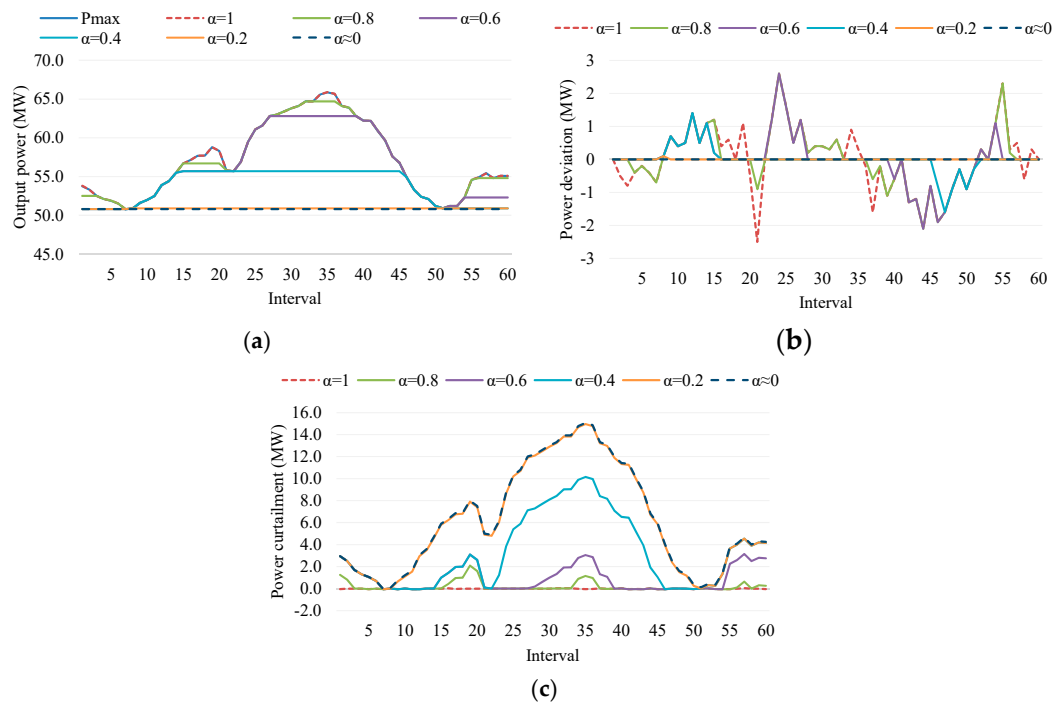 Pmax α=1 α=0.8 α=0.6
α=0.4 α=0.2 α≈0
Output power (MW)
70.0
65.0
60.0
55.0
50.0
45.0
5 10 15 20 25 30 35 40 45 50 55 60
Interval
(a)
α=1 α=0.8 α=0.6 α=0.4 α=0.2 α≈0
Power deviation (MW)
3
2
1
0
-1
-2
-3
5 10 15 20 25 30 35 40 45 50 55 60
Interval
(b)
α=1 α=0.8 α=0.6 α=0.4 α=0.2 α≈0
Power curtailment (MW)
16.0
14.0
12.0
10.0
8.0
6.0
4.0
2.0
0.0
-2.0
5 10 15 20 25 30 35 40 45 50 55 60
Interval
(c)